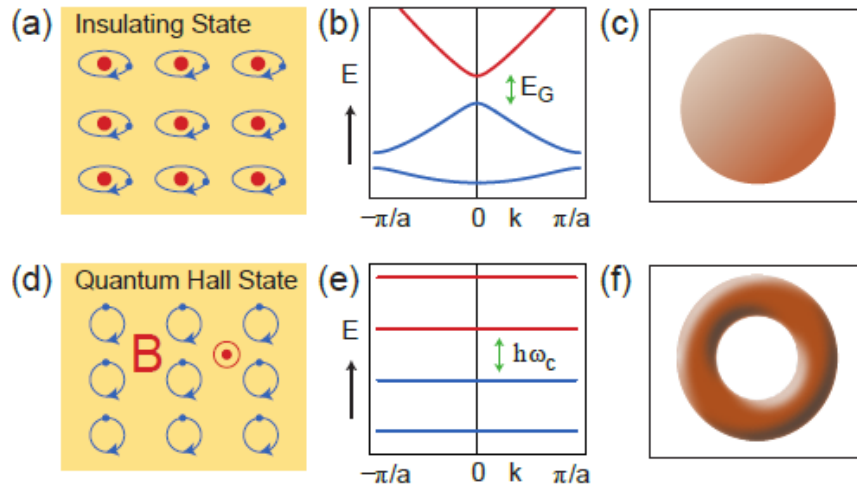 (a) Insulating State
(b)
E
E_G
−π/a 0 k π/a
(c)
(d) Quantum Hall State
B
(e)
E
hω_c
−π/a 0 k π/a
(f)